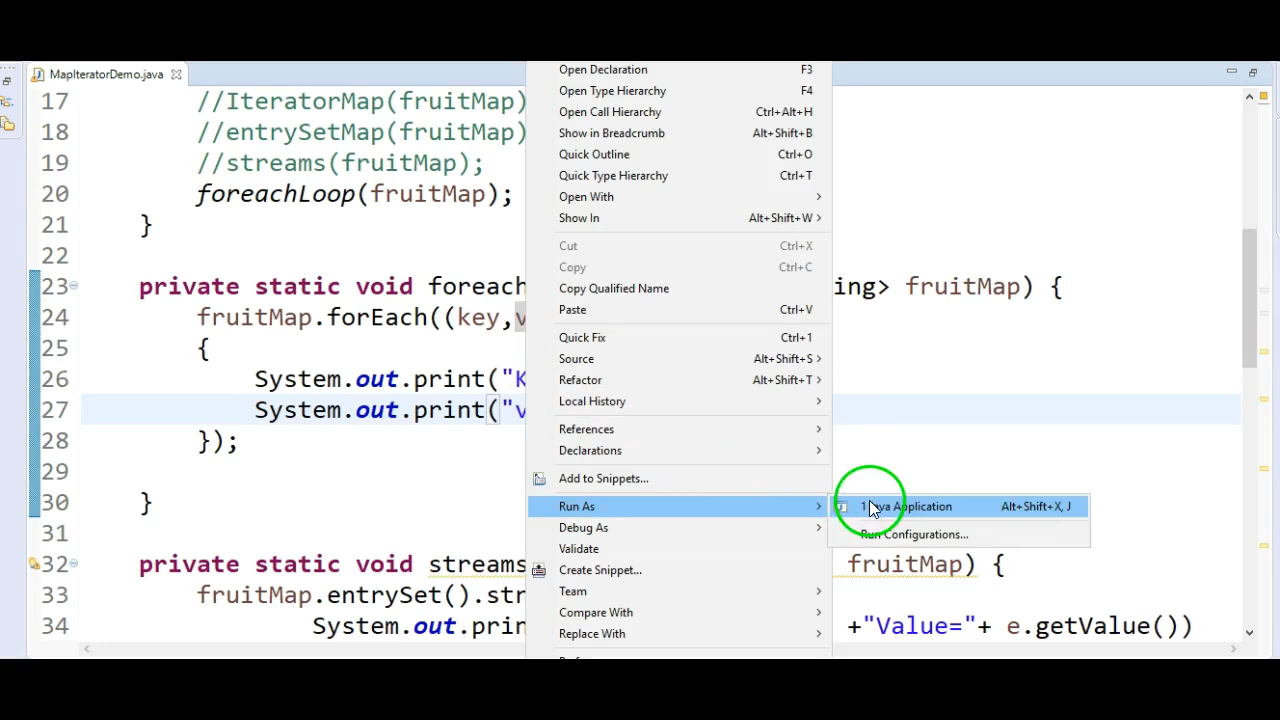 MapIteratorDemo.java
17 //IteratorMap(fruitMap)
18 //entrySetMap(fruitMap)
19 //streams(fruitMap);
20 foreachLoop(fruitMap);
21 }
22
23 private static void foreach ing> fruitMap) {
24 fruitMap.forEach((key,v
25 {
26 System.out.print("K
27 System.out.print("v
28 });
29
30 }
31
32 private static void streams fruitMap) {
33 fruitMap.entrySet().str
34 System.out.prin +"Value="+ e.getValue())
Open Declaration F3
Open Type Hierarchy F4
Open Call Hierarchy Ctrl+Alt+H
Show in Breadcrumb Alt+Shift+B
Quick Outline Ctrl+O
Quick Type Hierarchy Ctrl+T
Open With
Show In Alt+Shift+W
Cut Ctrl+X
Copy Ctrl+C
Copy Qualified Name
Paste Ctrl+V
Quick Fix Ctrl+1
Source Alt+Shift+S
Refactor Alt+Shift+T
Local History
References
Declarations
Add to Snippets...
Run As
Debug As
Validate
Create Snippet...
Team
Compare With
Replace With
1 Java Application Alt+Shift+X, J
Run Configurations...